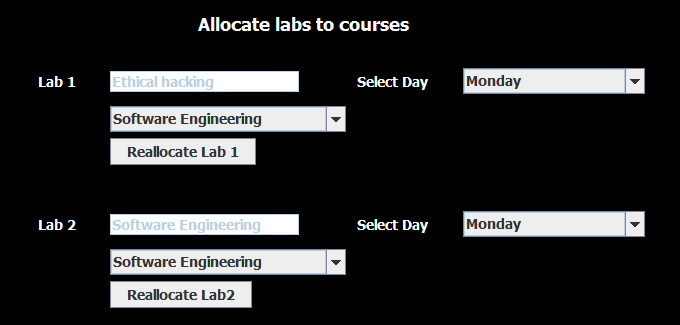 Allocate labs to courses
Lab 1 Ethical hacking Select Day Monday
Software Engineering
Reallocate Lab 1
Lab 2 Software Engineering Select Day Monday
Software Engineering
Reallocate Lab2